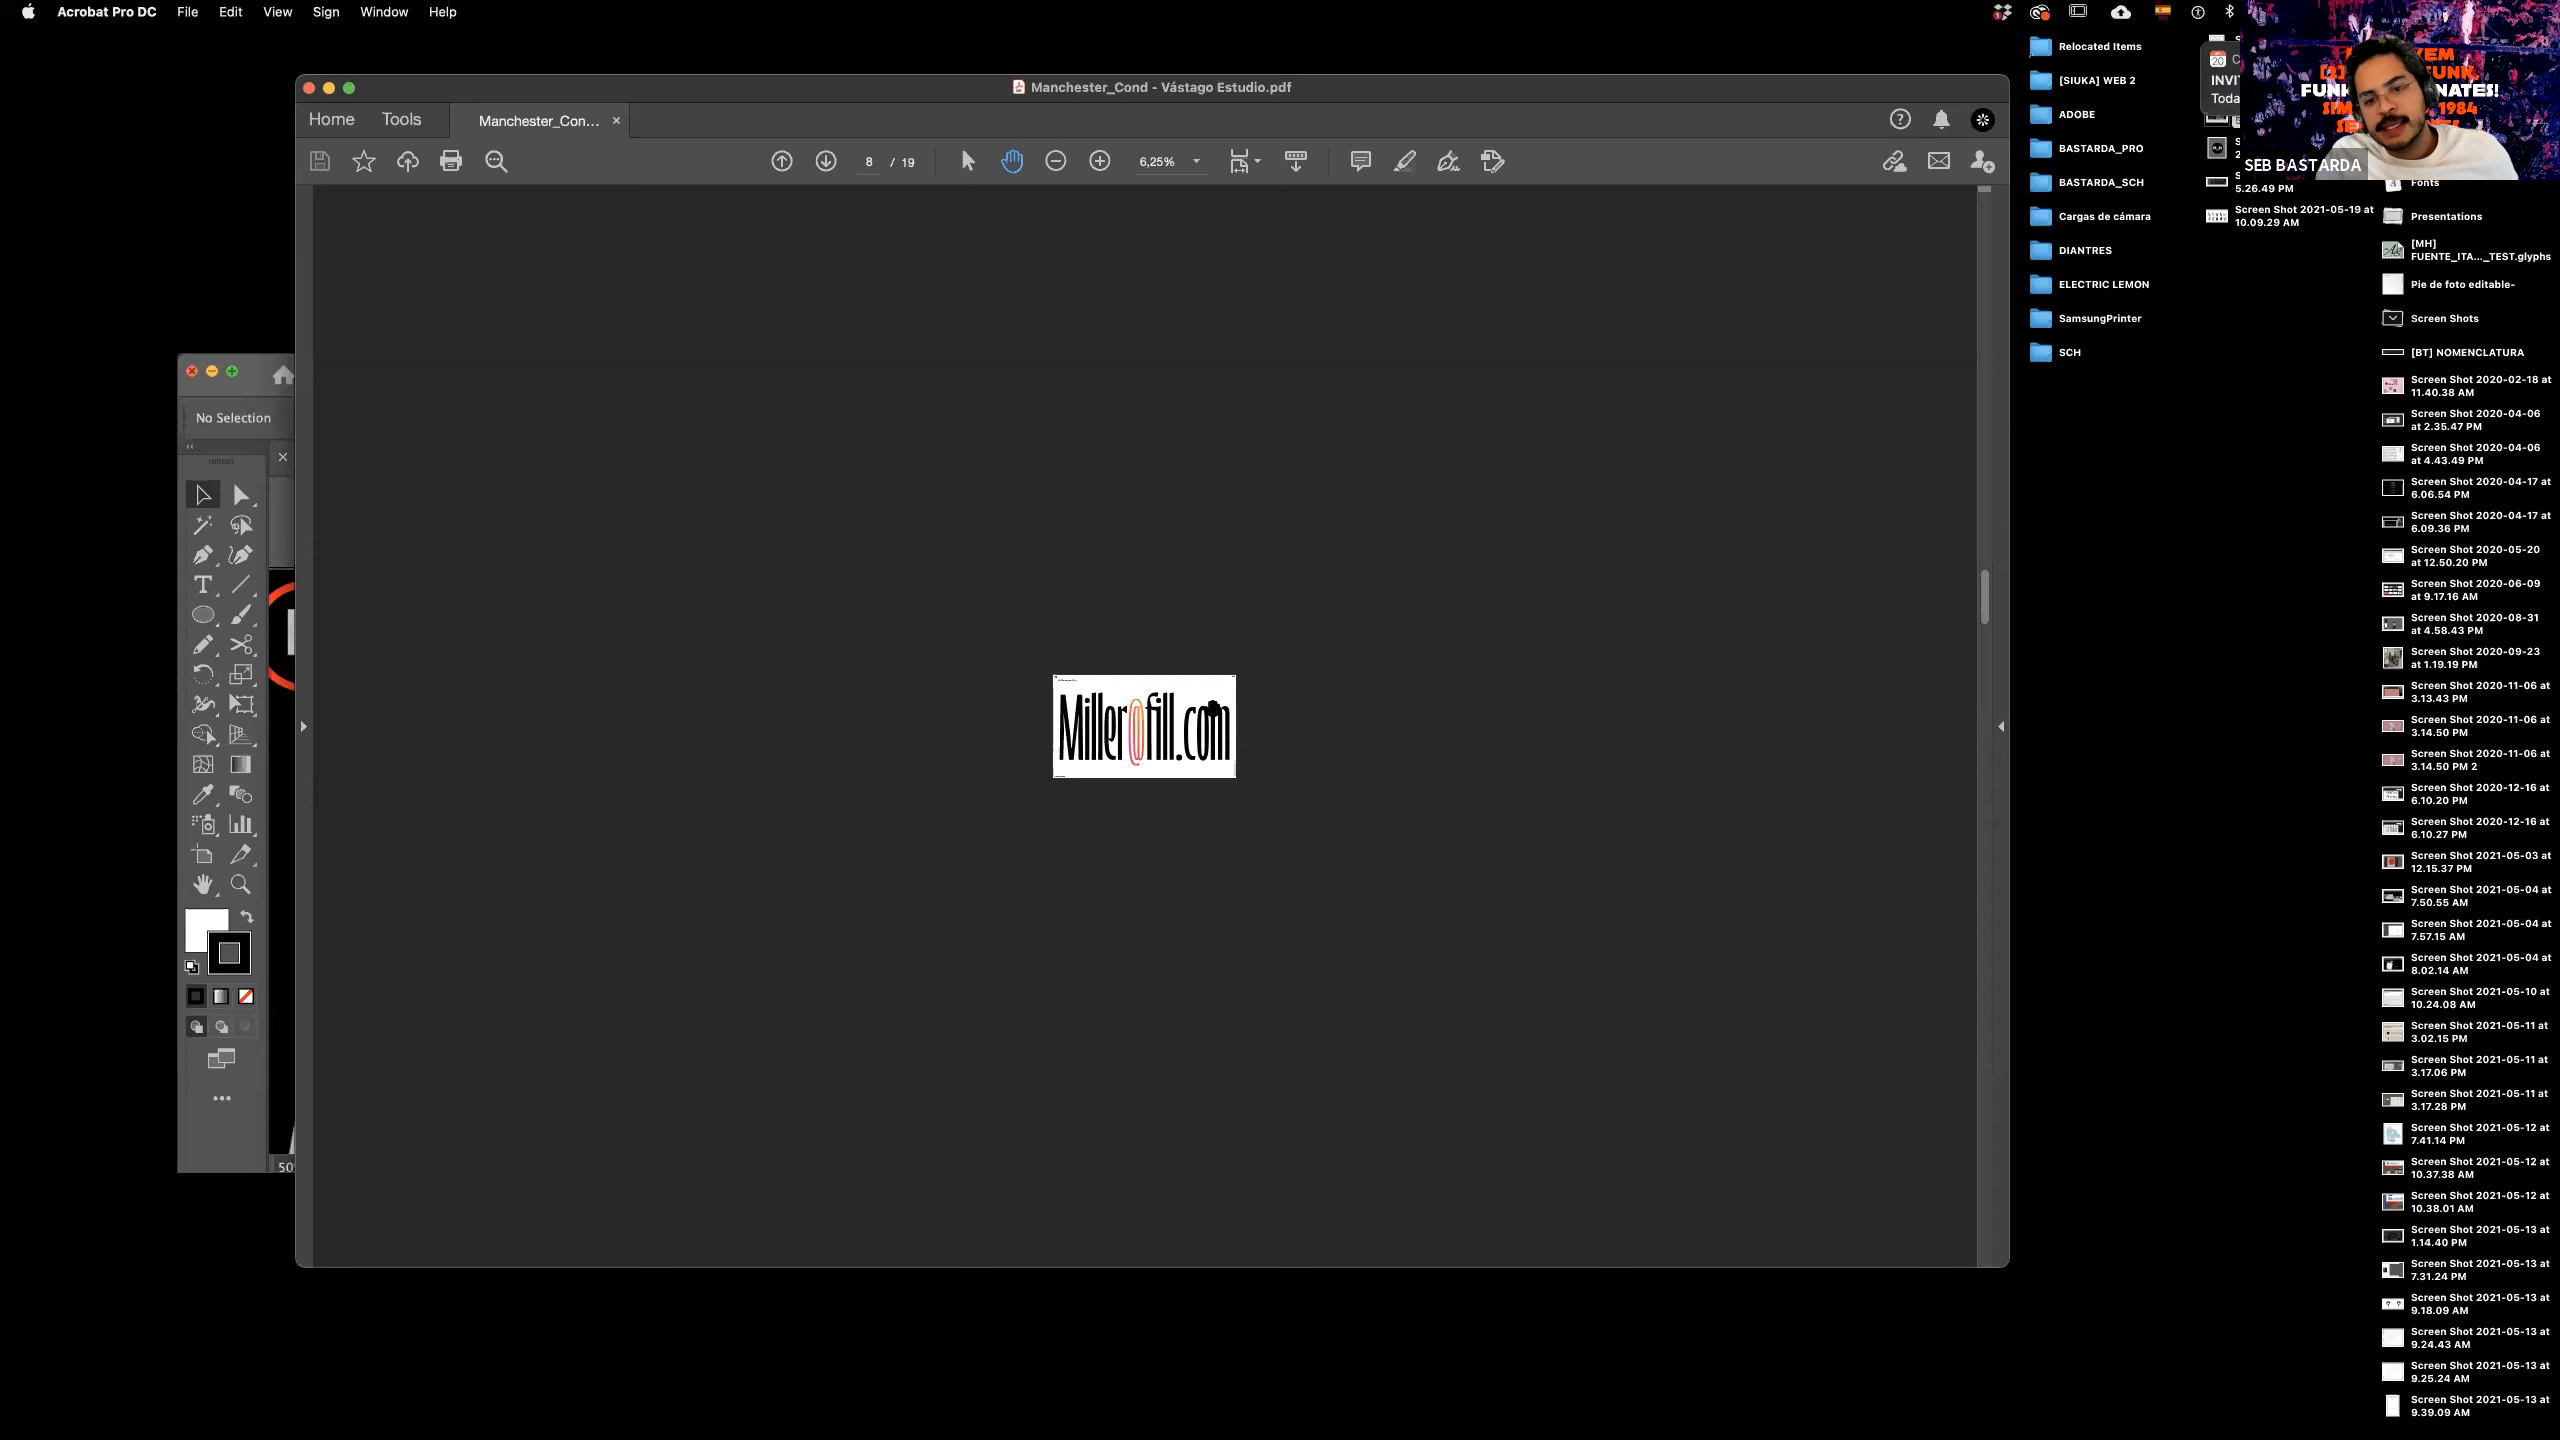 Acrobat Pro DC File Edit View Sign Window Help
Manchester_Cond - Vástago Estudio.pdf
Home Tools Manchester_Con...
8 / 19 6,25%
No Selection
Miller@fill.com
50
Relocated Items
[SIUKA] WEB 2
ADOBE
BASTARDA_PRO
BASTARDA_SCH
Cargas de cámara
DIANTRES
ELECTRIC LEMON
SamsungPrinter
SCH
20
INVI
Toda
5.26.49 PM
Screen Shot 2021-05-19 at
10.09.29 AM
FUNK
1984
SEB BASTARDA
Fonts
Presentations
[MH]
FUENTE_ITA..._TEST.glyphs
Pie de foto editable-
Screen Shots
[BT] NOMENCLATURA
Screen Shot 2020-02-18 at
11.40.38 AM
Screen Shot 2020-04-06
at 2.35.47 PM
Screen Shot 2020-04-06
at 4.43.49 PM
Screen Shot 2020-04-17 at
6.06.54 PM
Screen Shot 2020-04-17 at
6.09.36 PM
Screen Shot 2020-05-20
at 12.50.20 PM
Screen Shot 2020-06-09
at 9.17.16 AM
Screen Shot 2020-08-31
at 4.58.43 PM
Screen Shot 2020-09-23
at 1.19.19 PM
Screen Shot 2020-11-06 at
3.13.43 PM
Screen Shot 2020-11-06 at
3.14.50 PM
Screen Shot 2020-11-06 at
3.14.50 PM 2
Screen Shot 2020-12-16 at
6.10.20 PM
Screen Shot 2020-12-16 at
6.10.27 PM
Screen Shot 2021-05-03 at
12.15.37 PM
Screen Shot 2021-05-04 at
7.50.55 AM
Screen Shot 2021-05-04 at
7.57.15 AM
Screen Shot 2021-05-04 at
8.02.14 AM
Screen Shot 2021-05-10 at
10.24.08 AM
Screen Shot 2021-05-11 at
3.02.15 PM
Screen Shot 2021-05-11 at
3.17.06 PM
Screen Shot 2021-05-11 at
3.17.28 PM
Screen Shot 2021-05-12 at
7.41.14 PM
Screen Shot 2021-05-12 at
10.37.38 AM
Screen Shot 2021-05-12 at
10.38.01 AM
Screen Shot 2021-05-13 at
1.14.40 PM
Screen Shot 2021-05-13 at
7.31.24 PM
Screen Shot 2021-05-13 at
9.18.09 AM
Screen Shot 2021-05-13 at
9.24.43 AM
Screen Shot 2021-05-13 at
9.25.24 AM
Screen Shot 2021-05-13 at
9.39.09 AM